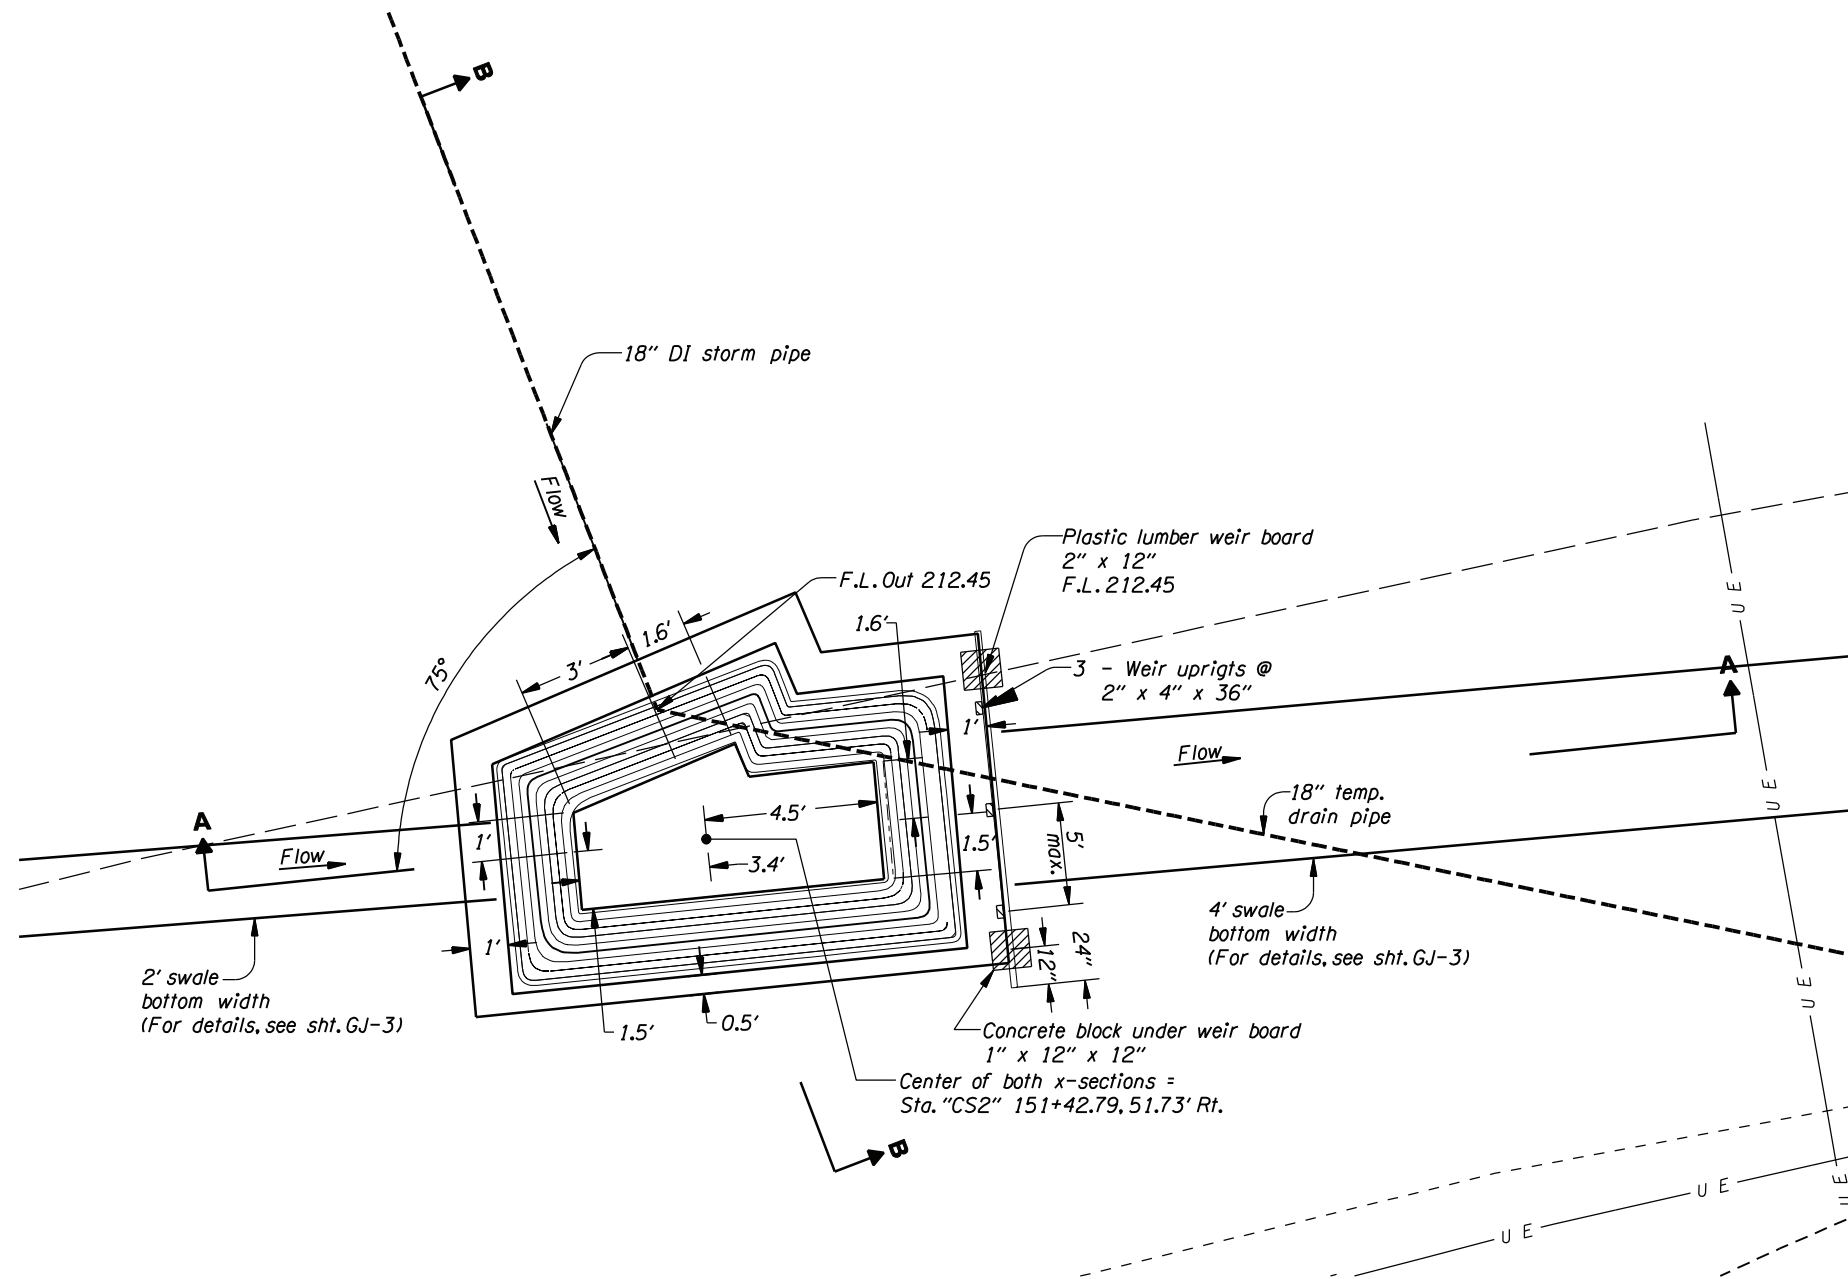 B
18" DI storm pipe
Flow
Plastic lumber weir board
2" x 12"
F.L. 212.45
F.L. Out 212.45
1.6'
1.6'
3'
75°
3 - Weir uprigts @
2" x 4" x 36"
A
1'
Flow
4.5'
18" temp.
drain pipe
A
1'
Flow
1.5'
5'
max.
3.4'
4' swale
bottom width
(For details, see sht. GJ-3)
1'
24"
12"
2' swale
bottom width
(For details, see sht. GJ-3)
1.5'
0.5'
Concrete block under weir board
1" x 12" x 12"
Center of both x-sections =
Sta. "CS2" 151+42.79, 51.73' Rt.
B
U E
U E
U E
U E
U E
U E